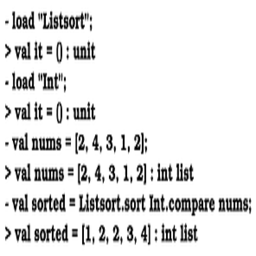 - load "Listsort";
> val it = () : unit
- load "Int";
> val it = () : unit
- val nums = [2, 4, 3, 1, 2];
> val nums = [2, 4, 3, 1, 2] : int list
- val sorted = Listsort.sort Int.compare nums;
> val sorted = [1, 2, 2, 3, 4] : int list